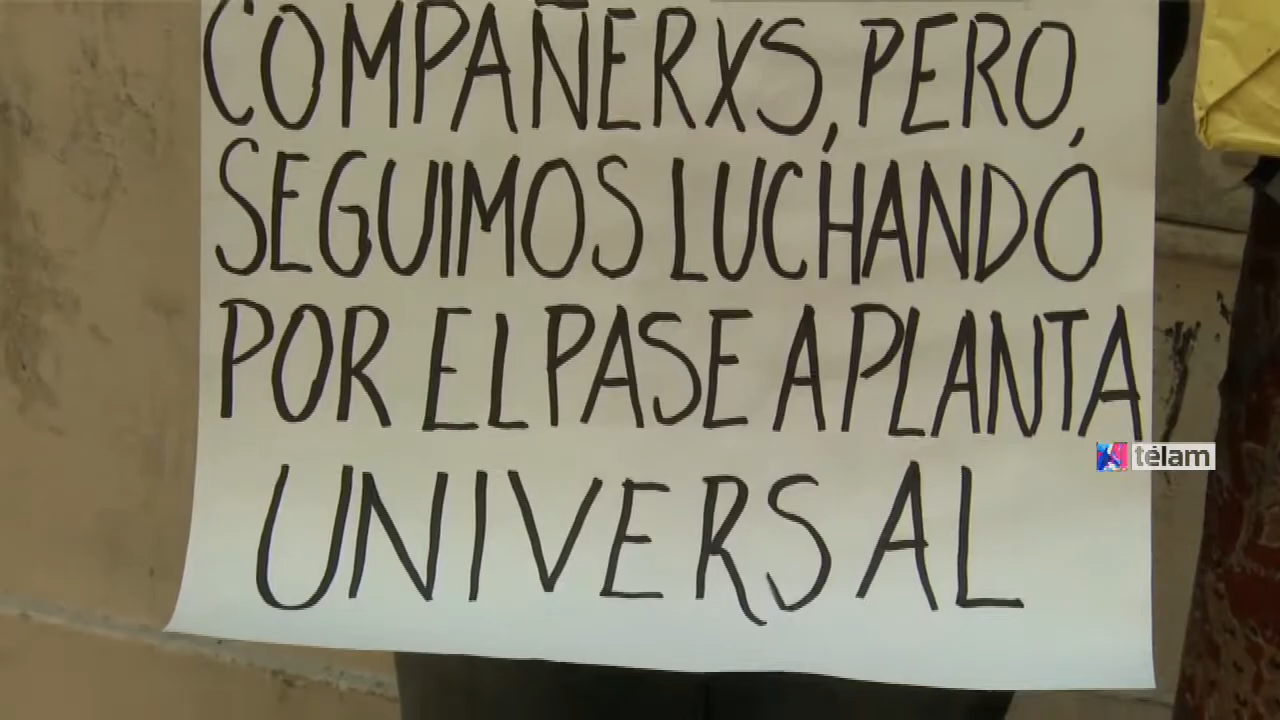 COMPAÑERXS, PERO,
SEGUIMOS LUCHANDO
POR EL PASE A PLANTA
télam
UNIVERSAL